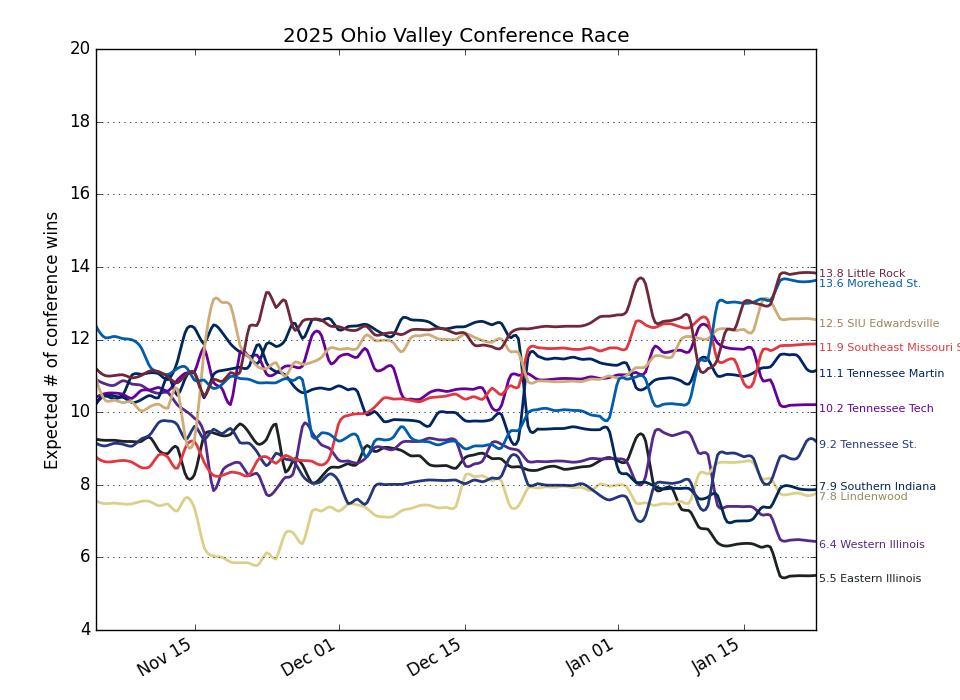 2025 Ohio Valley Conference Race
Expected # of conference wins
20
18
16
14
12
10
8
6
4
Nov 15
Dec 01
Dec 15
Jan 01
Jan 15
13.8 Little Rock
13.6 Morehead St.
12.5 SIU Edwardsville
11.9 Southeast Missouri S
11.1 Tennessee Martin
10.2 Tennessee Tech
9.2 Tennessee St.
7.9 Southern Indiana
7.8 Lindenwood
6.4 Western Illinois
5.5 Eastern Illinois